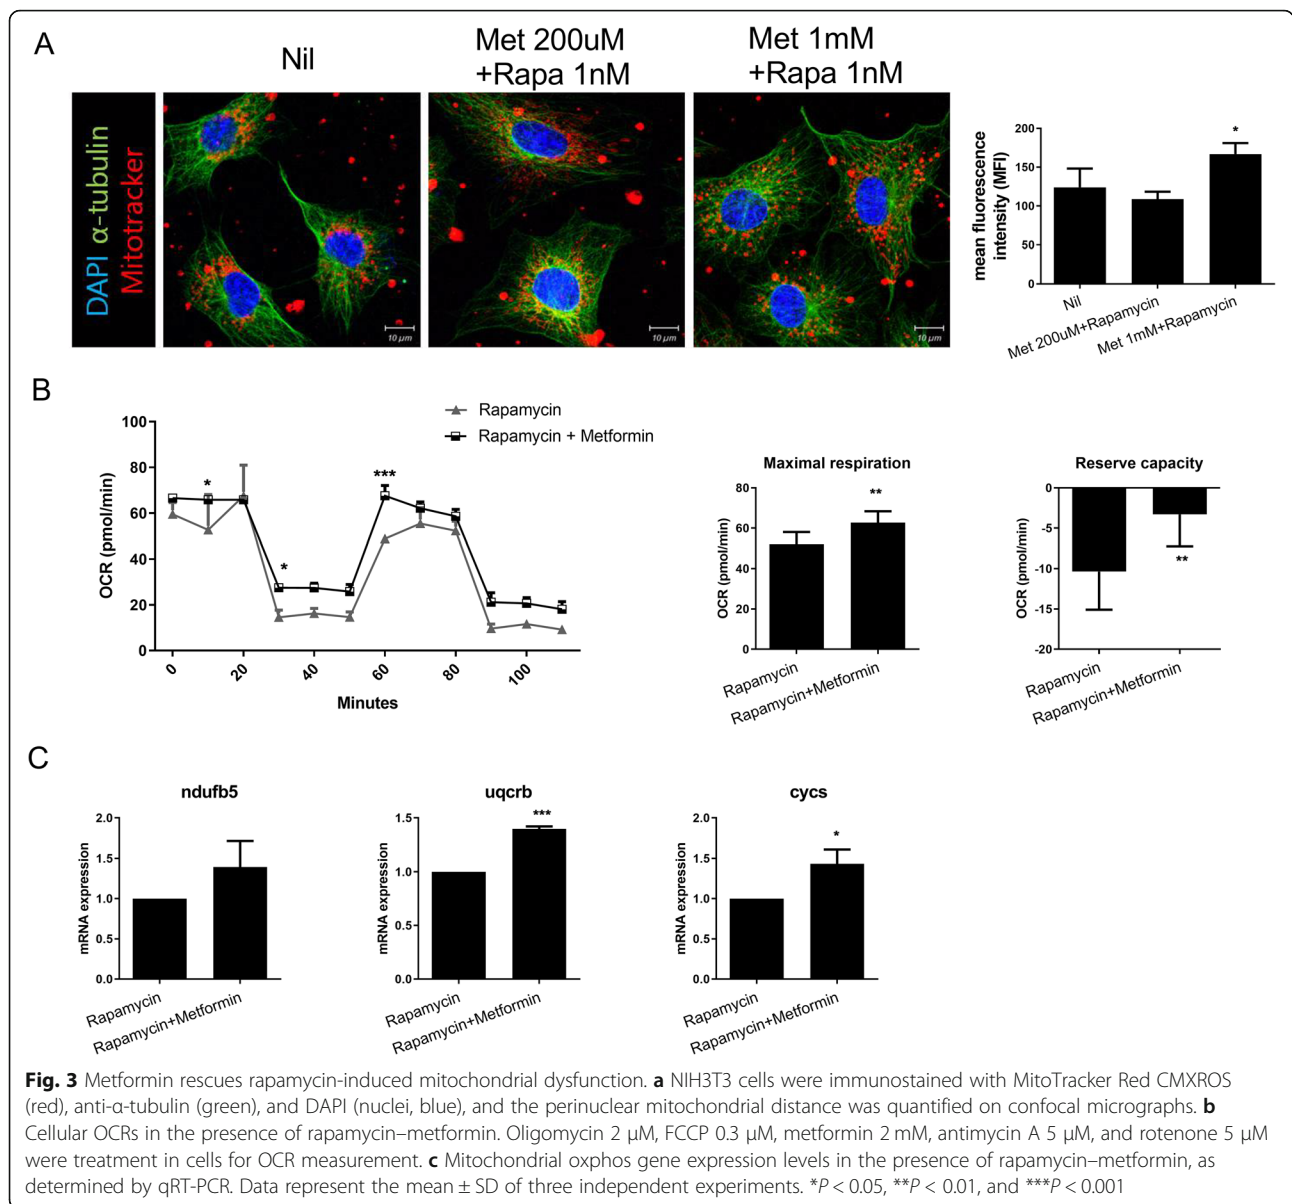 A
Nil
Met 200uM
+Rapa 1nM
Met 1mM
+Rapa 1nM
DAPI α-tubulin
Mitotracker
10 µm
10 µm
10 µm
mean fluorescence
intensity (MFI)
200
150
100
50
0
*
Nil
Met 200uM+Rapamycin
Met 1mM+Rapamycin
B
Rapamycin
Rapamycin + Metformin
OCR (pmol/min)
100
80
60
40
20
0
*
*
***
0
20
40
60
80
100
Minutes
Maximal respiration
OCR (pmol/min)
80
60
40
20
0
**
Rapamycin
Rapamycin+Metformin
Reserve capacity
OCR (pmol/min)
0
-5
-10
-15
-20
**
Rapamycin
Rapamycin+Metformin
C
ndufb5
mRNA expression
2.0
1.5
1.0
0.5
0.0
Rapamycin
Rapamycin+Metformin
uqcrb
mRNA expression
1.5
1.0
0.5
0.0
***
Rapamycin
Rapamycin+Metformin
cycs
mRNA expression
2.0
1.5
1.0
0.5
0.0
*
Rapamycin
Rapamycin+Metformin
Fig. 3 Metformin rescues rapamycin-induced mitochondrial dysfunction. a NIH3T3 cells were immunostained with MitoTracker Red CMXROS
(red), anti-α-tubulin (green), and DAPI (nuclei, blue), and the perinuclear mitochondrial distance was quantified on confocal micrographs. b
Cellular OCRs in the presence of rapamycin–metformin. Oligomycin 2 μM, FCCP 0.3 μM, metformin 2 mM, antimycin A 5 μM, and rotenone 5 μM
were treatment in cells for OCR measurement. c Mitochondrial oxphos gene expression levels in the presence of rapamycin–metformin, as
determined by qRT-PCR. Data represent the mean ± SD of three independent experiments. *P < 0.05, **P < 0.01, and ***P < 0.001